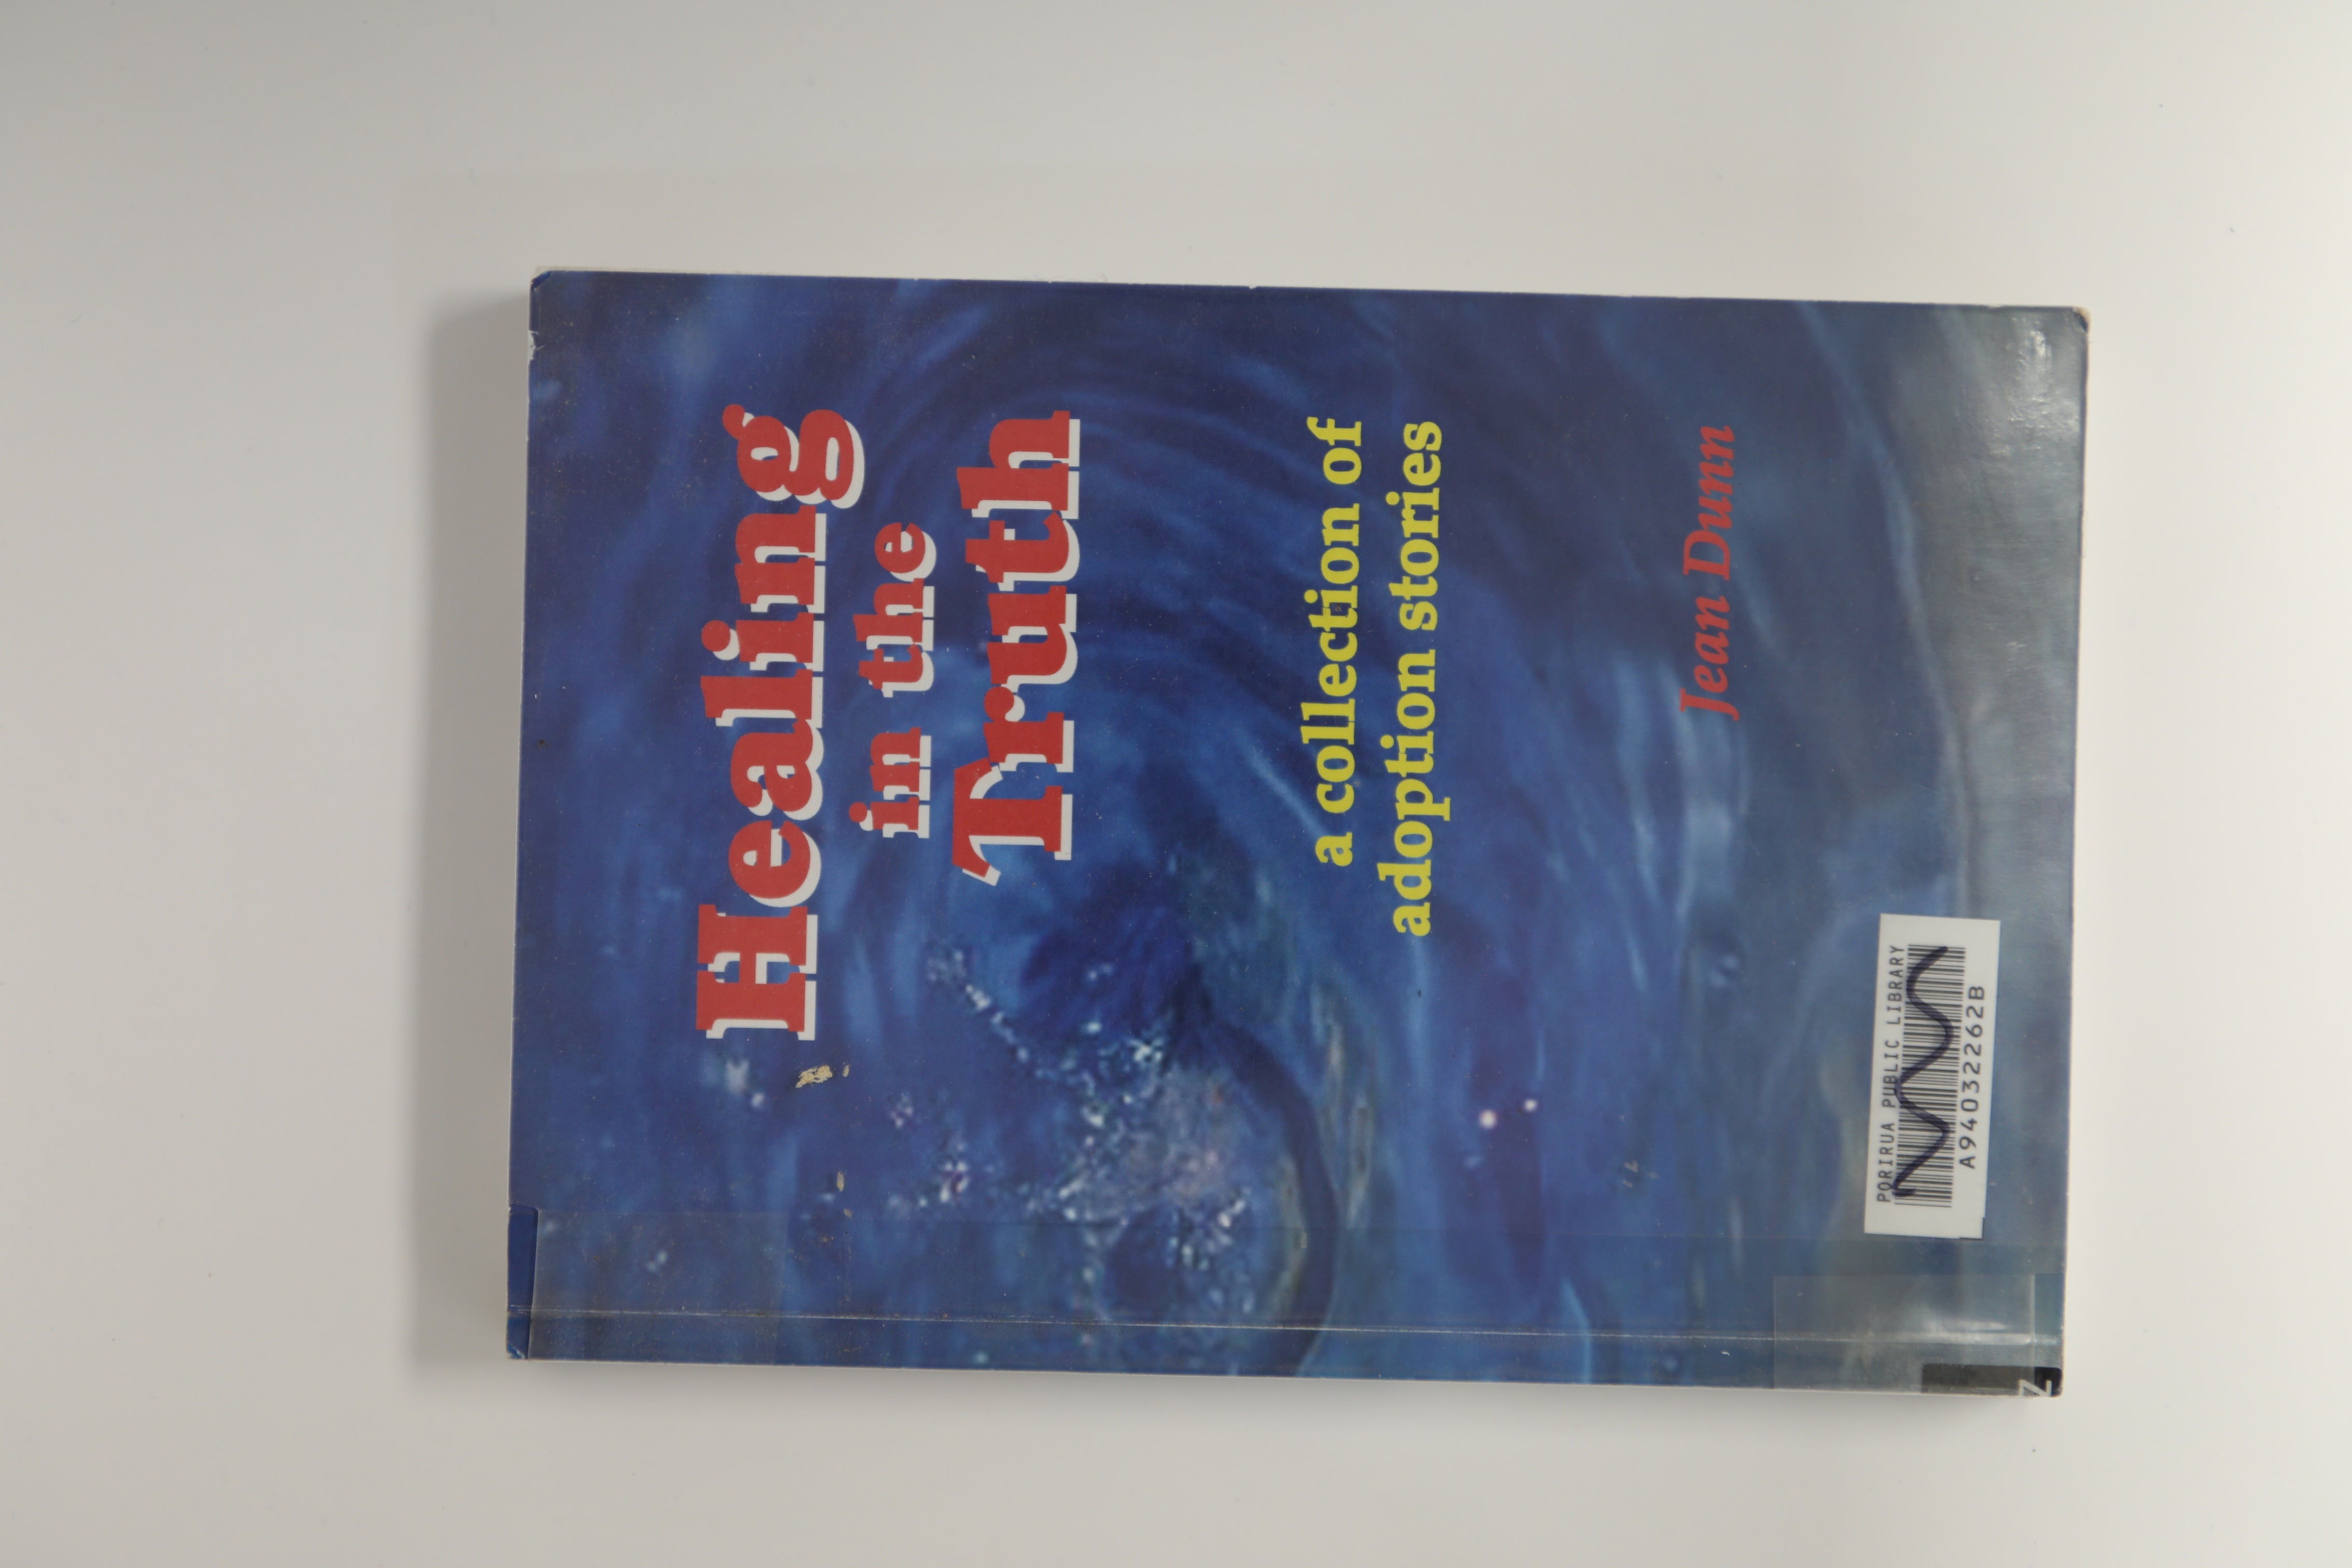 Healing
in the
Truth
a collection of
adoption stories
Jean Dunn
PORIRUA PUBLIC LIBRARY
A94032262B
Z